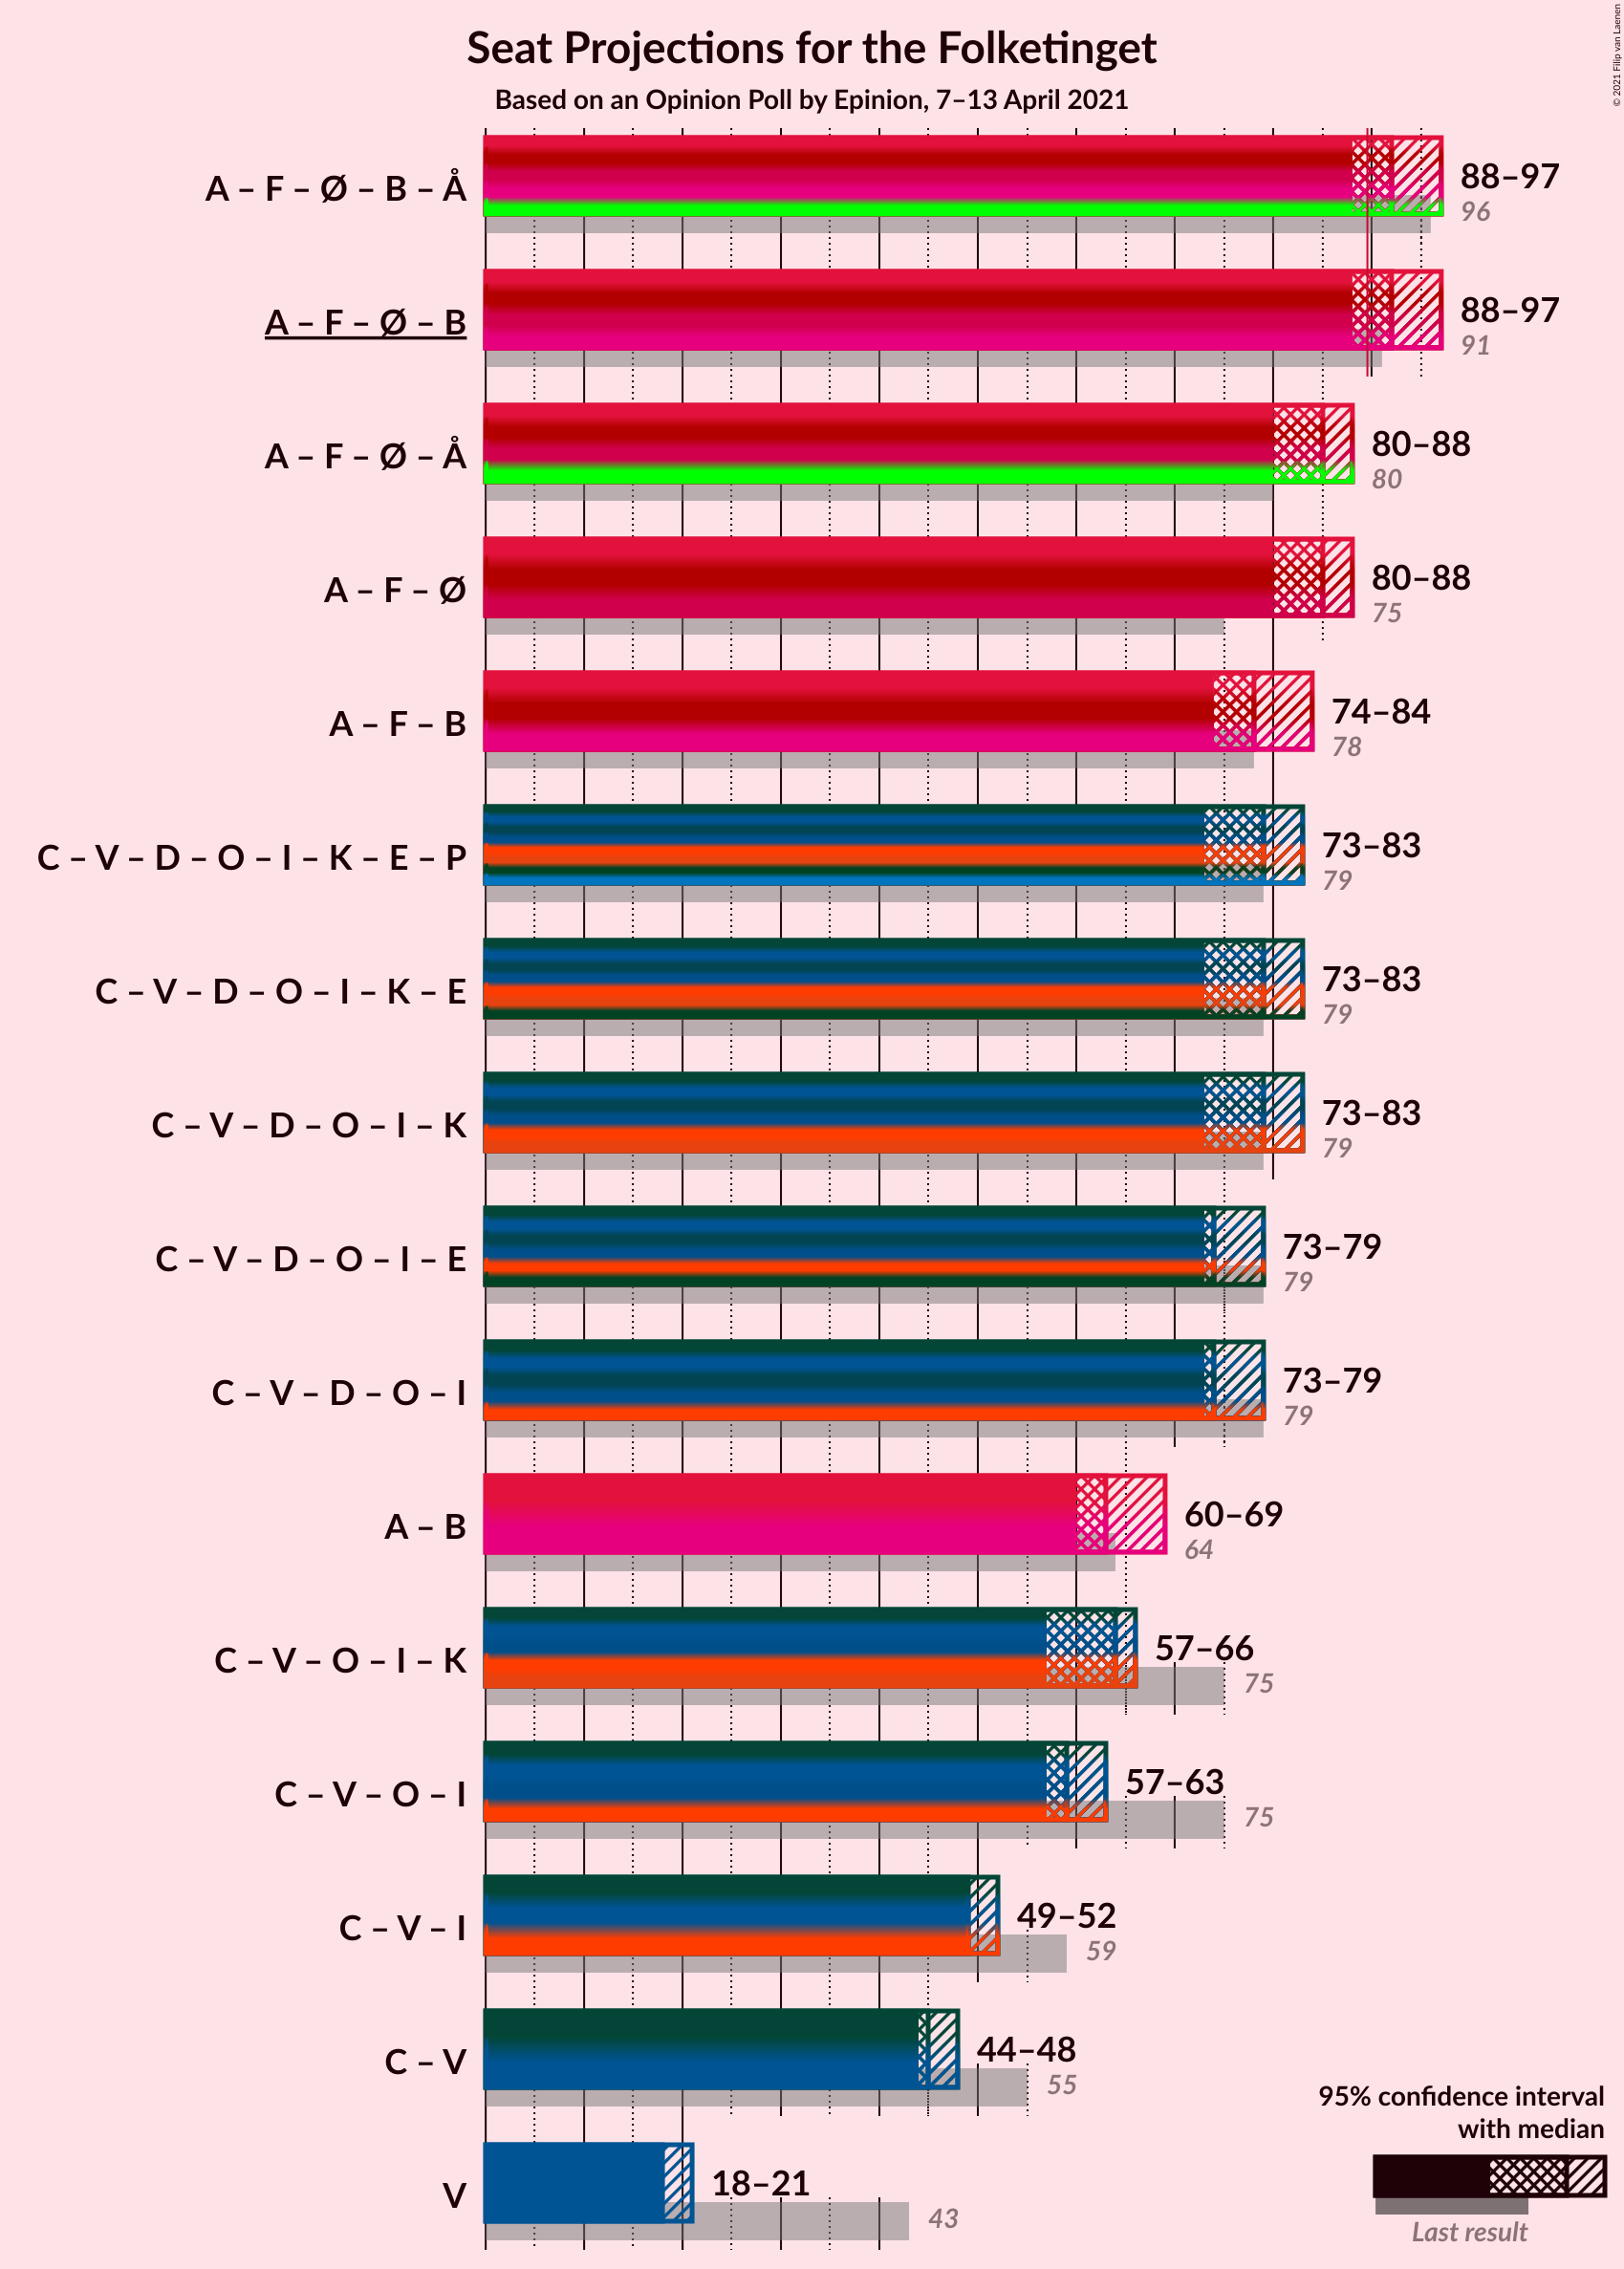 Seat Projections for the Folketinget
Based on an Opinion Poll by Epinion, 7–13 April 2021
© 2021 Filip van Laenen
A – F – Ø – B – Å
88–97
96
A – F – Ø – B
88–97
91
A – F – Ø – Å
80–88
80
A – F – Ø
80–88
75
A – F – B
74–84
78
C – V – D – O – I – K – E – P
73–83
79
C – V – D – O – I – K – E
73–83
79
C – V – D – O – I – K
73–83
79
C – V – D – O – I – E
73–79
79
C – V – D – O – I
73–79
79
A – B
60–69
64
C – V – O – I – K
57–66
75
C – V – O – I
57–63
75
C – V – I
49–52
59
C – V
44–48
55
V
18–21
43
95% confidence interval
with median
Last result